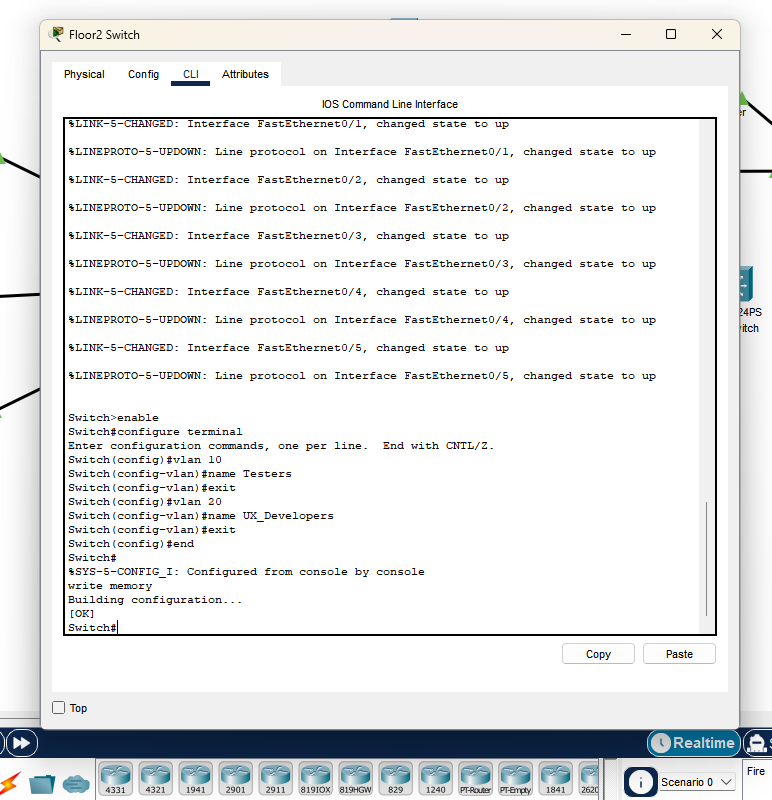 Floor2 Switch
Physical Config CLI Attributes
IOS Command Line Interface
%LINK-5-CHANGED: Interface FastEthernet0/1, changed state to up
%LINEPROTO-5-UPDOWN: Line protocol on Interface FastEthernet0/1, changed state to up
%LINK-5-CHANGED: Interface FastEthernet0/2, changed state to up
%LINEPROTO-5-UPDOWN: Line protocol on Interface FastEthernet0/2, changed state to up
%LINK-5-CHANGED: Interface FastEthernet0/3, changed state to up
%LINEPROTO-5-UPDOWN: Line protocol on Interface FastEthernet0/3, changed state to up
%LINK-5-CHANGED: Interface FastEthernet0/4, changed state to up
%LINEPROTO-5-UPDOWN: Line protocol on Interface FastEthernet0/4, changed state to up
%LINK-5-CHANGED: Interface FastEthernet0/5, changed state to up
%LINEPROTO-5-UPDOWN: Line protocol on Interface FastEthernet0/5, changed state to up
Switch>enable
Switch#configure terminal
Enter configuration commands, one per line.  End with CNTL/Z.
Switch(config)#vlan 10
Switch(config-vlan)#name Testers
Switch(config-vlan)#exit
Switch(config)#vlan 20
Switch(config-vlan)#name UX_Developers
Switch(config-vlan)#exit
Switch(config)#end
Switch#
%SYS-5-CONFIG_I: Configured from console by console
write memory
Building configuration...
[OK]
Switch#
Copy Paste
Top
er
24PS
itch
Realtime S
4331 4321 1941 2901 2911 819IOX 819HGW 829 1240 PT-Router PT-Empty 1841 2620
Scenario 0
Fire